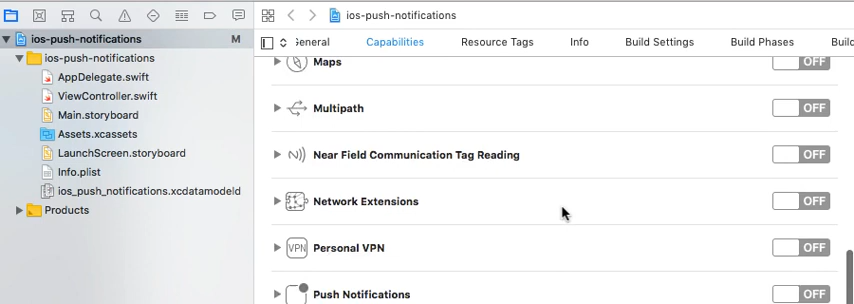 ios-push-notifications
ios-push-notifications M
General Capabilities Resource Tags Info Build Settings Build Phases Build
ios-push-notifications
AppDelegate.swift
ViewController.swift
Main.storyboard
Assets.xcassets
LaunchScreen.storyboard
Info.plist
ios_push_notifications.xcdatamodeld
Products
Maps OFF
Multipath OFF
Near Field Communication Tag Reading OFF
Network Extensions OFF
VPN Personal VPN OFF
Push Notifications OFF